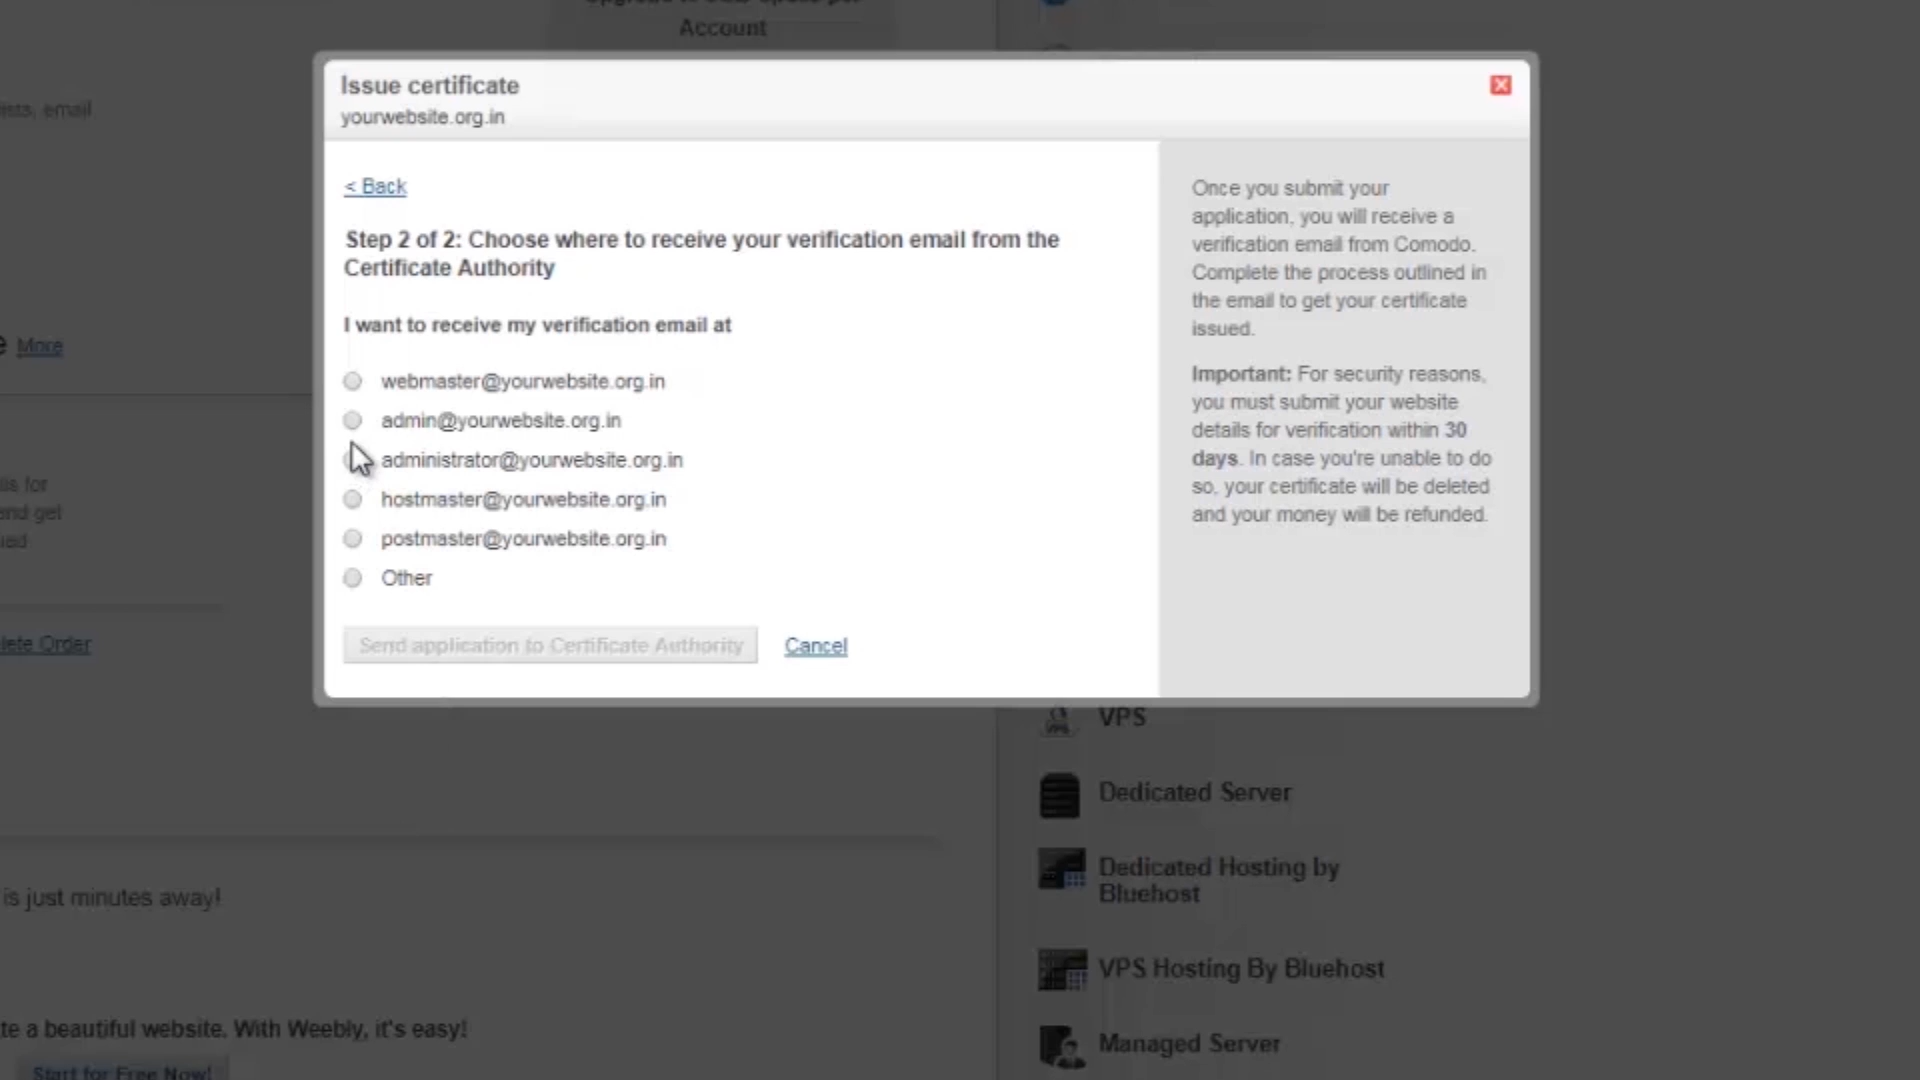 Account
Issue certificate
yourwebsite.org.in
email
< Back
Step 2 of 2: Choose where to receive your verification email from the
Certificate Authority
I want to receive my verification email at
webmaster@yourwebsite.org.in
admin@yourwebsite.org.in
administrator@yourwebsite.org.in
hostmaster@yourwebsite.org.in
postmaster@yourwebsite.org.in
Other
Send application to Certificate Authority
Cancel
Once you submit your
application, you will receive a
verification email from Comodo.
Complete the process outlined in
the email to get your certificate
issued.
Important: For security reasons,
you must submit your website
details for verification within 30
days. In case you're unable to do
so, your certificate will be deleted
and your money will be refunded.
More
for
and get
Order
VPS
Dedicated Server
Dedicated Hosting by
Bluehost
VPS Hosting By Bluehost
Managed Server
is just minutes away!
a beautiful website. With Weebly, it's easy!
Start for Free Now!